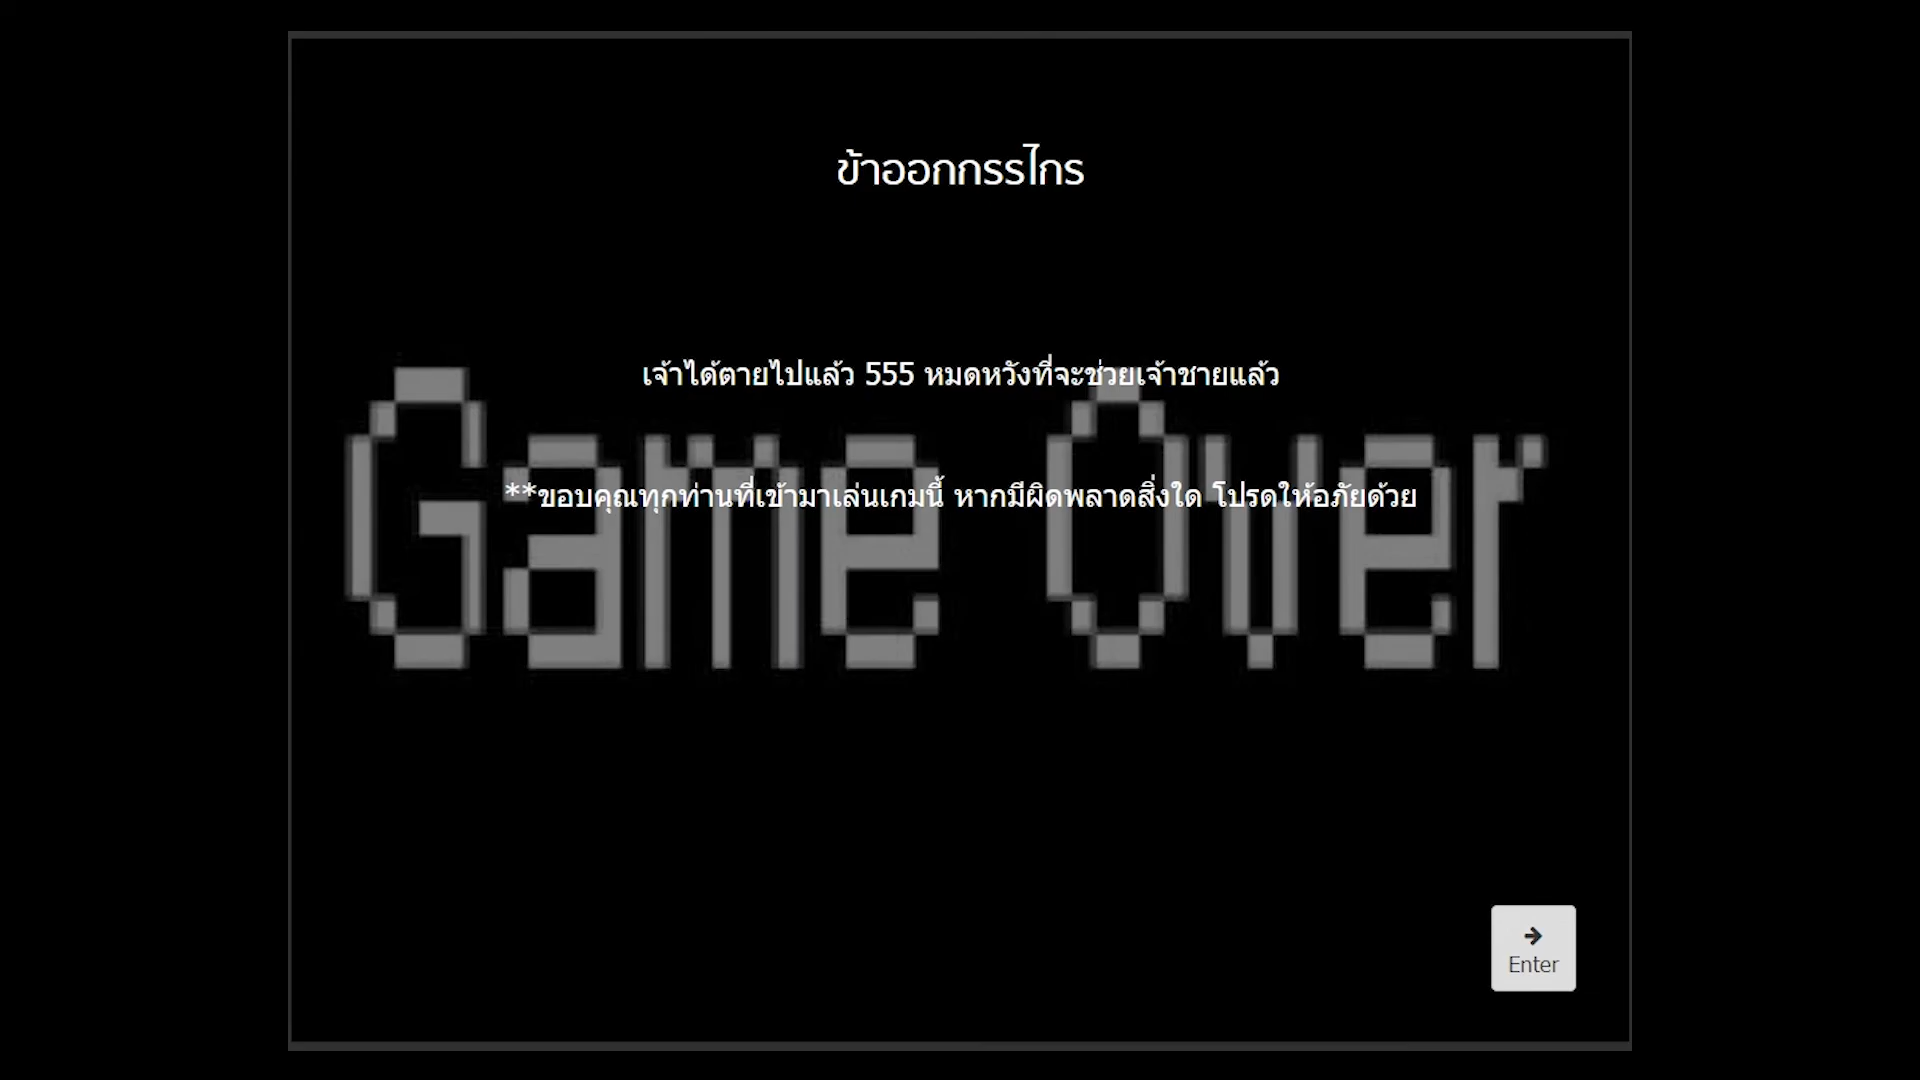 ข้าออกกรรไกร
เจ้าได้ตายไปแล้ว 555 หมดหวังที่จะช่วยเจ้าชายแล้ว
**ขอบคุณทุกท่านที่เข้ามาเล่นเกมนี้ หากมีผิดพลาดสิ่งใด โปรดให้อภัยด้วย
Game Over
Enter